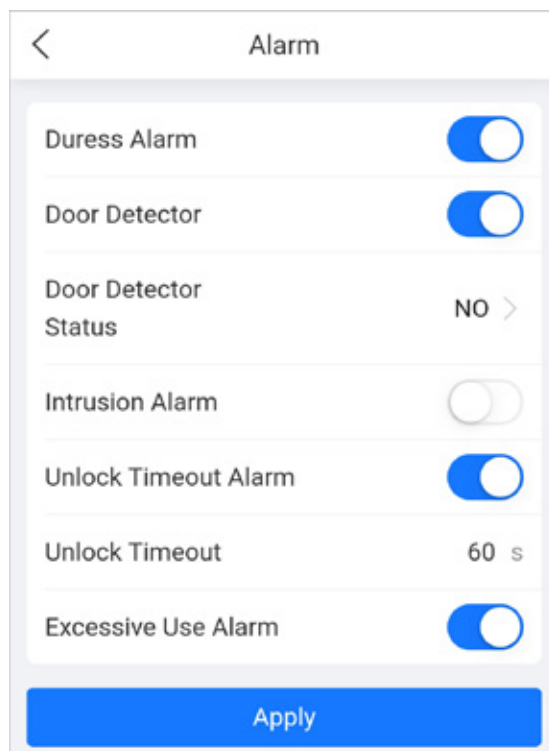 Alarm
Duress Alarm
Door Detector
Door Detector
Status
NO
Intrusion Alarm
Unlock Timeout Alarm
Unlock Timeout
60 s
Excessive Use Alarm
Apply